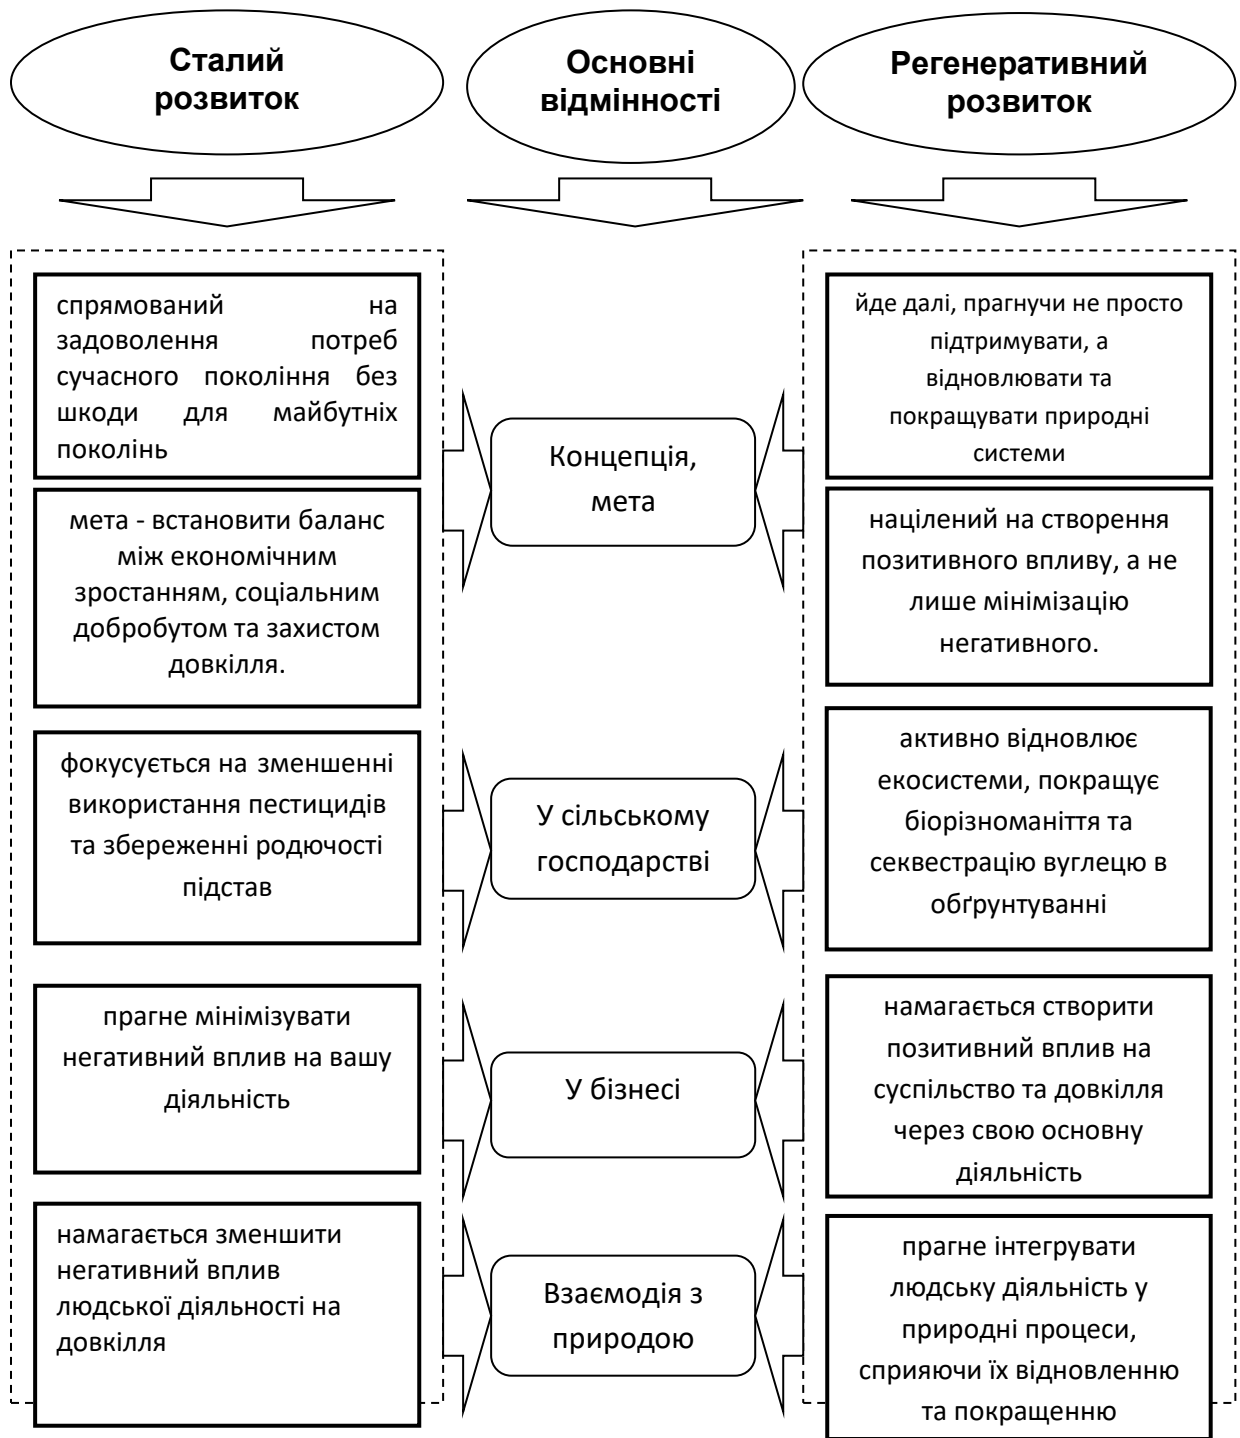 Сталий
розвиток
Основні
відмінності
Регенеративний
розвиток
спрямований на
задоволення потреб
сучасного покоління без
шкоди для майбутніх
поколінь
мета - встановити баланс
між економічним
зростанням, соціальним
добробутом та захистом
довкілля.
Концепція,
мета
йде далі, прагнучи не просто
підтримувати, а
відновлювати та
покращувати природні
системи
націлений на створення
позитивного впливу, а не
лише мінімізацію
негативного.
фокусується на зменшенні
використання пестицидів
та збереженні родючості
підстав
У сільському
господарстві
активно відновлює
екосистеми, покращує
біорізноманіття та
секвестрацію вуглецю в
обґрунтуванні
прагне мінімізувати
негативний вплив на вашу
діяльність
У бізнесі
намагається створити
позитивний вплив на
суспільство та довкілля
через свою основну
діяльність
намагається зменшити
негативний вплив
людської діяльності на
довкілля
Взаємодія з
природою
прагне інтегрувати
людську діяльність у
природні процеси,
сприяючи їх відновленню
та покращенню